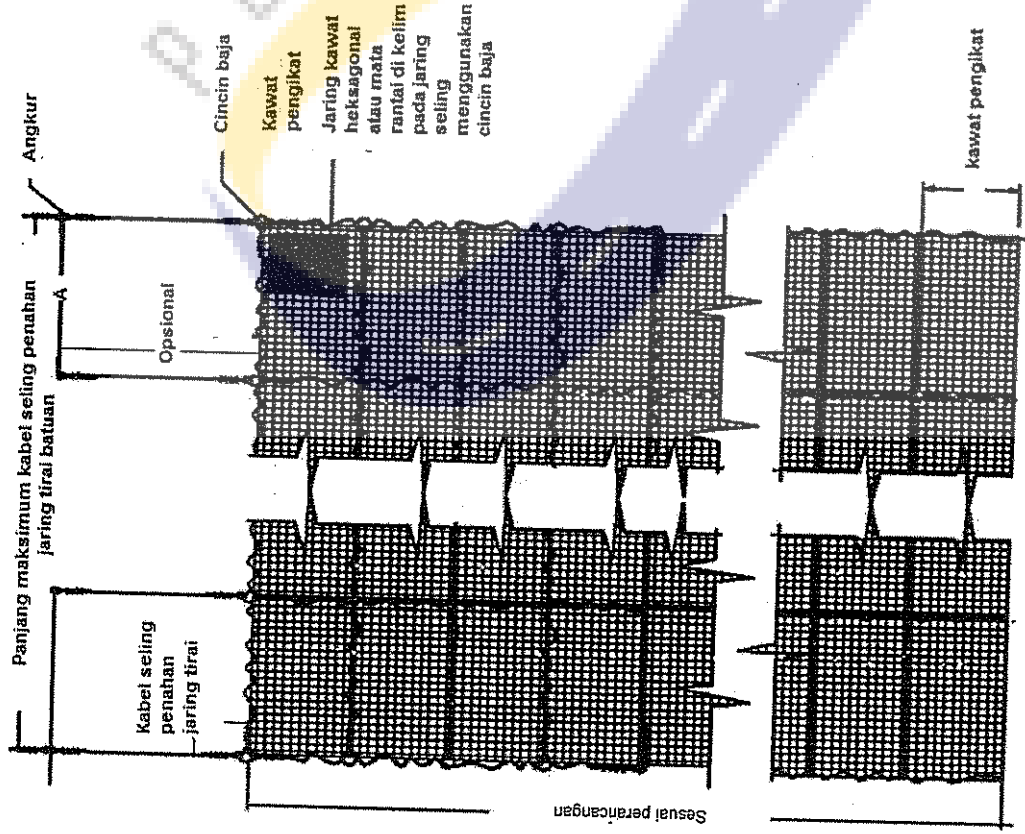 Panjang maksimum kabel seling penahan
jaring tirai batuan
Angkur
A
Opsional
Kabel seling
penahan
jaring tirai
Cincin baja
Kawat
pengikat
Jaring kawat
heksagonal
atau mata
rantai di kelim
pada jaring
seling
menggunakan
cincin baja
kawat pengikat
Sesuai perancangan